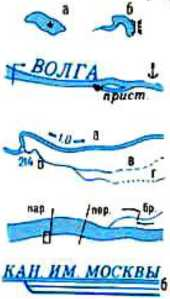 а б
ВОЛГА
прист.
1,0 а
214 в
г
пар. пер. бр.
КАН. ИМ. МОСКВЫ б